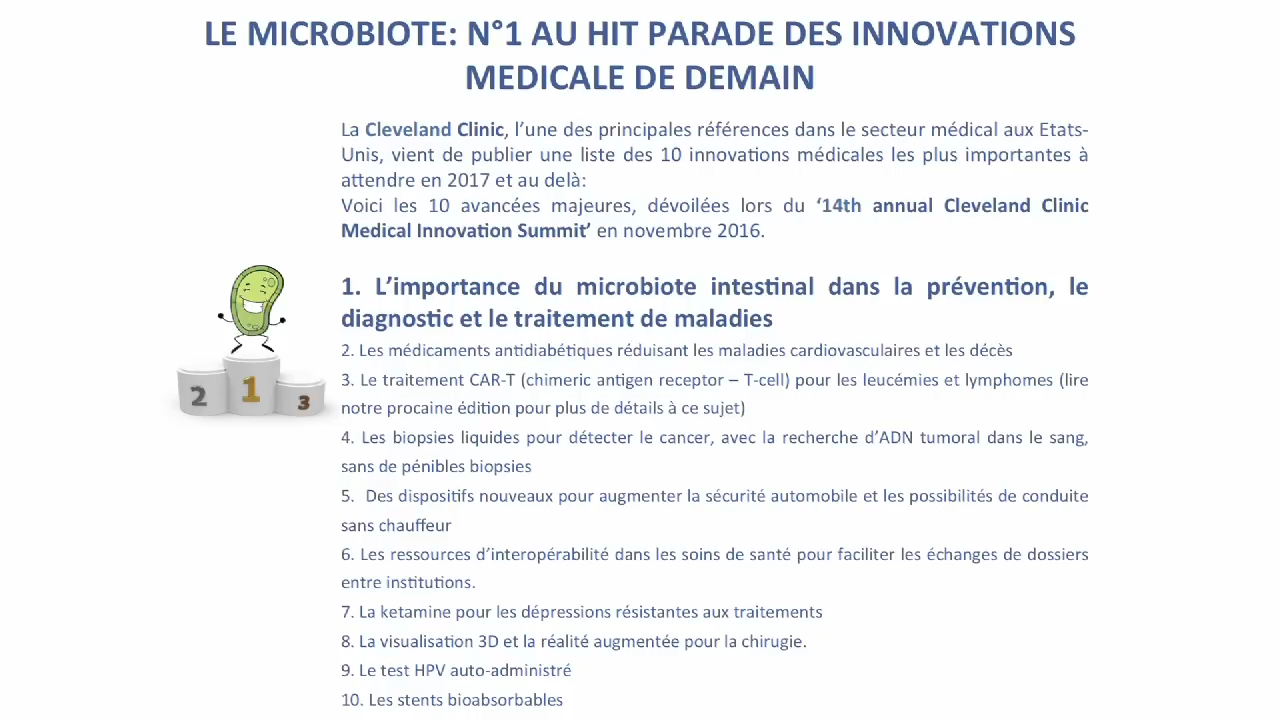 LE MICROBIOTE: N°1 AU HIT PARADE DES INNOVATIONS
MEDICALE DE DEMAIN
La Cleveland Clinic, l’une des principales références dans le secteur médical aux Etats-
Unis, vient de publier une liste des 10 innovations médicales les plus importantes à
attendre en 2017 et au delà:
Voici les 10 avancées majeures, dévoilées lors du ‘14th annual Cleveland Clinic
Medical Innovation Summit’ en novembre 2016.
1. L’importance du microbiote intestinal dans la prévention, le
diagnostic et le traitement de maladies
2. Les médicaments antidiabétiques réduisant les maladies cardiovasculaires et les décès
3. Le traitement CAR-T (chimeric antigen receptor – T-cell) pour les leucémies et lymphomes (lire
notre procaine édition pour plus de détails à ce sujet)
4. Les biopsies liquides pour détecter le cancer, avec la recherche d’ADN tumoral dans le sang,
sans de pénibles biopsies
5. Des dispositifs nouveaux pour augmenter la sécurité automobile et les possibilités de conduite
sans chauffeur
6. Les ressources d’interopérabilité dans les soins de santé pour faciliter les échanges de dossiers
entre institutions.
7. La ketamine pour les dépressions résistantes aux traitements
8. La visualisation 3D et la réalité augmentée pour la chirugie.
9. Le test HPV auto-administré
10. Les stents bioabsorbables
2 1 3